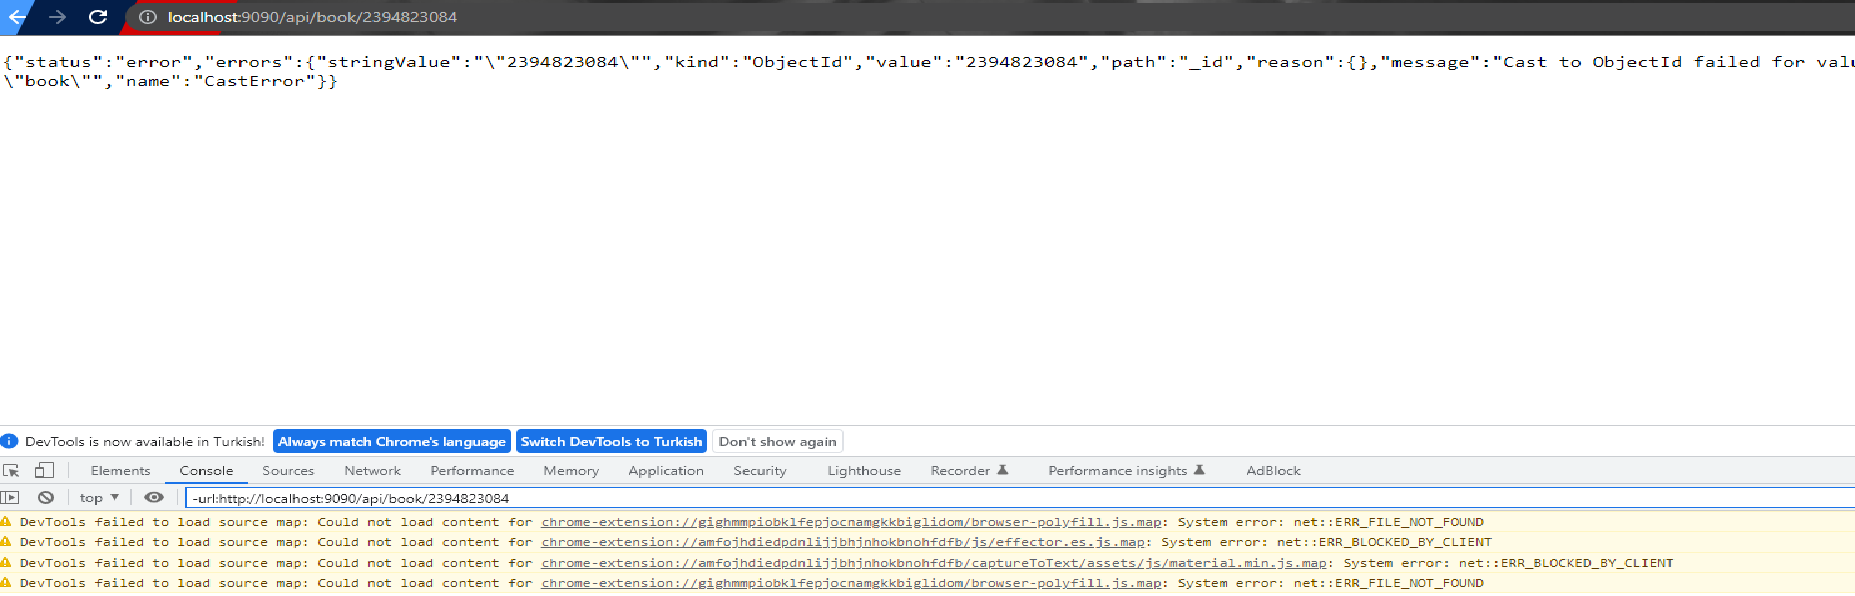 localhost:9090/api/book/2394823084
{"status":"error","errors":{"stringValue":"\"2394823084\"","kind":"ObjectId","value":"2394823084","path":"_id","reason":{},"message":"Cast to ObjectId failed for valu
\"book\"","name":"CastError"}}
DevTools is now available in Turkish! Always match Chrome's language Switch DevTools to Turkish Don't show again
Elements Console Sources Network Performance Memory Application Security Lighthouse Recorder Performance insights AdBlock
top -url:http://localhost:9090/api/book/2394823084
DevTools failed to load source map: Could not load content for chrome-extension://gighmmpiobklfepjocnamgkkbiglidom/browser-polyfill.js.map: System error: net::ERR_FILE_NOT_FOUND
DevTools failed to load source map: Could not load content for chrome-extension://amfojhdiedpdnlijjbhjnhokbnohfdfb/js/effector.es.js.map: System error: net::ERR_BLOCKED_BY_CLIENT
DevTools failed to load source map: Could not load content for chrome-extension://amfojhdiedpdnlijjbhjnhokbnohfdfb/captureToText/assets/js/material.min.js.map: System error: net::ERR_BLOCKED_BY_CLIENT
DevTools failed to load source map: Could not load content for chrome-extension://gighmmpiobklfepjocnamgkkbiglidom/browser-polyfill.js.map: System error: net::ERR_FILE_NOT_FOUND